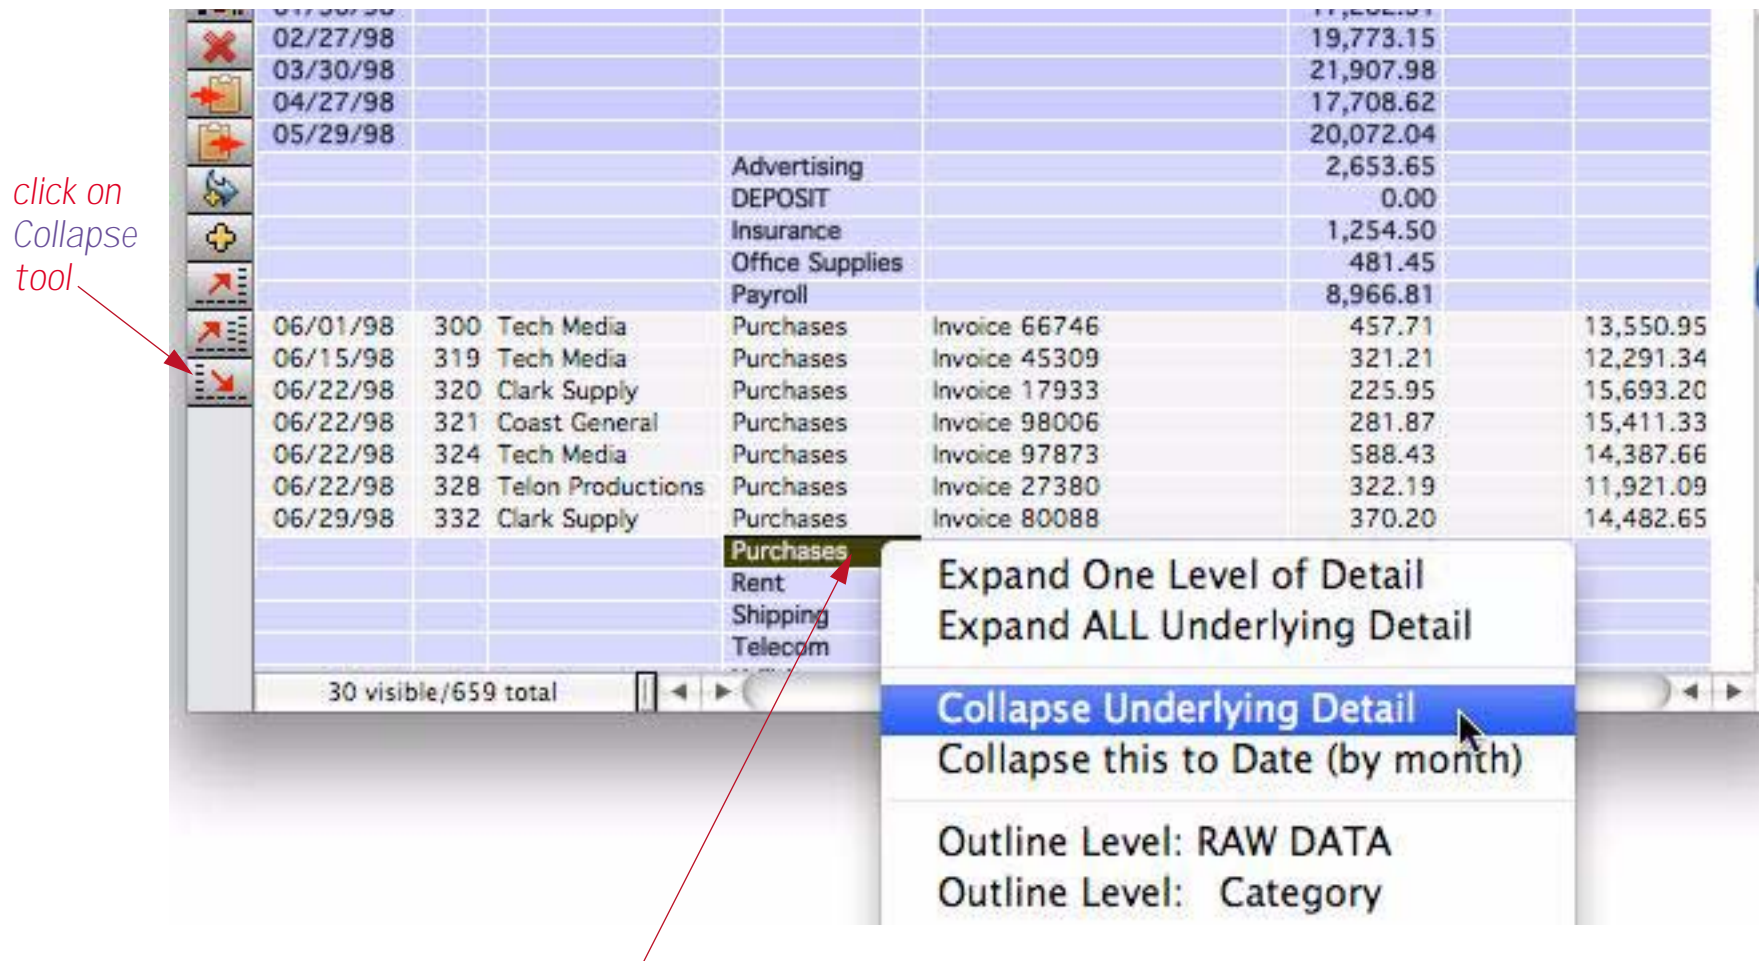 02/27/98 19,773.15
03/30/98 21,907.98
04/27/98 17,708.62
05/29/98 20,072.04
Advertising 2,653.65
click on
Collapse
tool
DEPOSIT 0.00
Insurance 1,254.50
Office Supplies 481.45
Payroll 8,966.81
06/01/98 300 Tech Media Purchases Invoice 66746 457.71 13,550.95
06/15/98 319 Tech Media Purchases Invoice 45309 321.21 12,291.34
06/22/98 320 Clark Supply Purchases Invoice 17933 225.95 15,693.20
06/22/98 321 Coast General Purchases Invoice 98006 281.87 15,411.33
06/22/98 324 Tech Media Purchases Invoice 97873 588.43 14,387.66
06/22/98 328 Telon Productions Purchases Invoice 27380 322.19 11,921.09
06/29/98 332 Clark Supply Purchases Invoice 80088 370.20 14,482.65
Purchases
Rent
Shipping
Telecom
30 visible/659 total
Expand One Level of Detail
Expand ALL Underlying Detail
Collapse Underlying Detail
Collapse this to Date (by month)
Outline Level: RAW DATA
Outline Level: Category